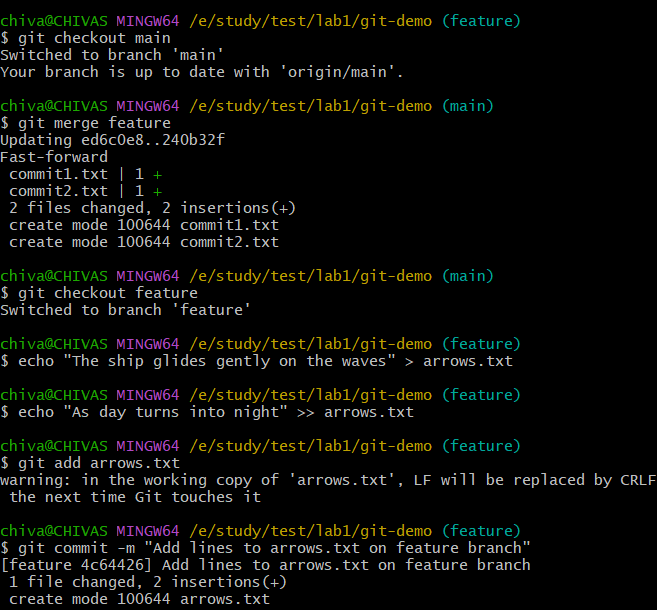 chiva@CHIVAS MINGW64 /e/study/test/lab1/git-demo (feature)
$ git checkout main
Switched to branch 'main'
Your branch is up to date with 'origin/main'.
chiva@CHIVAS MINGW64 /e/study/test/lab1/git-demo (main)
$ git merge feature
Updating ed6c0e8..240b32f
Fast-forward
 commit1.txt | 1 +
 commit2.txt | 1 +
 2 files changed, 2 insertions(+)
 create mode 100644 commit1.txt
 create mode 100644 commit2.txt
chiva@CHIVAS MINGW64 /e/study/test/lab1/git-demo (main)
$ git checkout feature
Switched to branch 'feature'
chiva@CHIVAS MINGW64 /e/study/test/lab1/git-demo (feature)
$ echo "The ship glides gently on the waves" > arrows.txt
chiva@CHIVAS MINGW64 /e/study/test/lab1/git-demo (feature)
$ echo "As day turns into night" >> arrows.txt
chiva@CHIVAS MINGW64 /e/study/test/lab1/git-demo (feature)
$ git add arrows.txt
warning: in the working copy of 'arrows.txt', LF will be replaced by CRLF
 the next time Git touches it
chiva@CHIVAS MINGW64 /e/study/test/lab1/git-demo (feature)
$ git commit -m "Add lines to arrows.txt on feature branch"
[feature 4c64426] Add lines to arrows.txt on feature branch
 1 file changed, 2 insertions(+)
 create mode 100644 arrows.txt